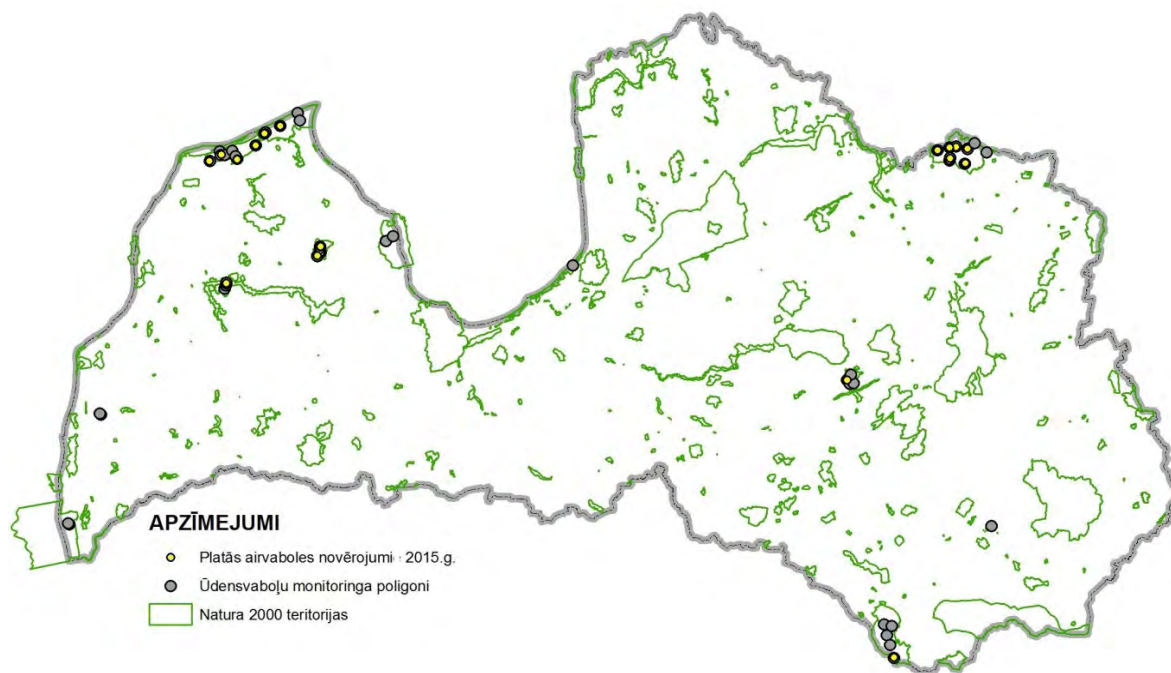 APZĪMEJUMI
Platās airvaboles novērojumi · 2015.g.
Ūdensvaboļu monitoringa poligoni
Natura 2000 teritorijas